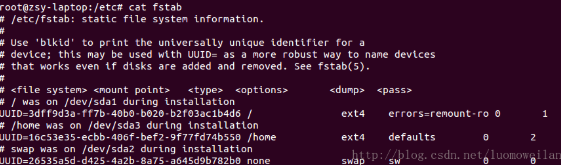 root@zsy-laptop:/etc# cat fstab
# /etc/fstab: static file system information.
#
# Use 'blkid' to print the universally unique identifier for a
# device; this may be used with UUID= as a more robust way to name devices
# that works even if disks are added and removed. See fstab(5).
#
# <file system> <mount point>   <type>  <options>       <dump>  <pass>
# / was on /dev/sda1 during installation
UUID=3dff9d3a-ff7b-40b0-b020-b2f03ac1b4d6 /               ext4    errors=remount-ro 0       1
# /home was on /dev/sda3 during installation
UUID=16c53e35-ecbb-406f-bef2-9f77fd74b550 /home           ext4    defaults        0       2
# swap was on /dev/sda2 during installation
UUID=26535a5d-d425-4a2b-8a75-a645d9b782b0 none            swap    sw              0
http://blog.csdn.net/luomoweilan